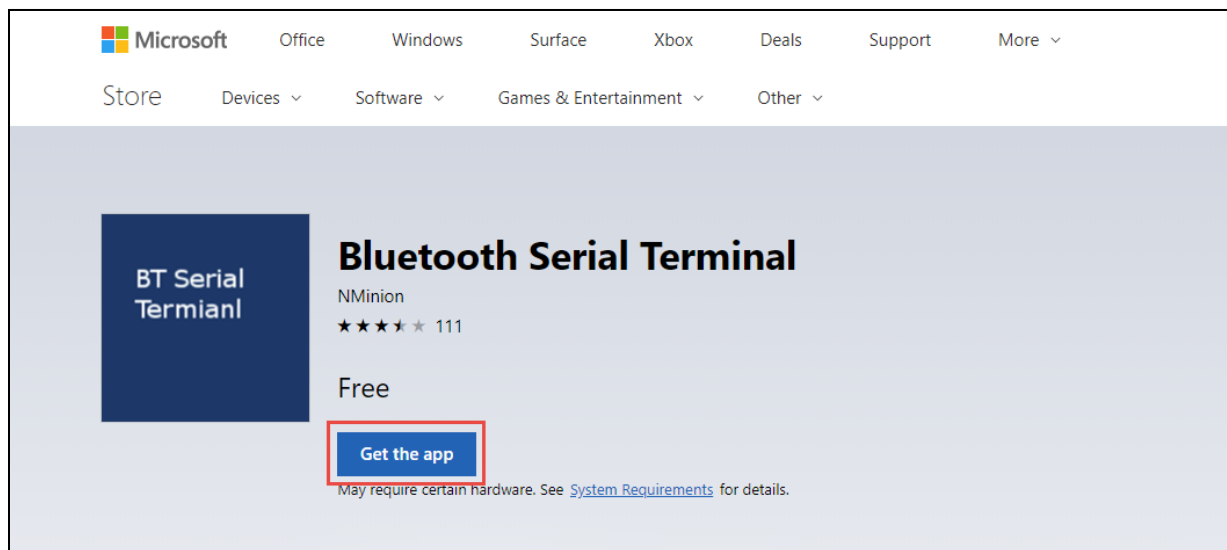 Microsoft Office Windows Surface Xbox Deals Support More
Store Devices Software Games & Entertainment Other
BT Serial
Termianl
Bluetooth Serial Terminal
NMinion
111
Free
Get the app
May require certain hardware. See System Requirements for details.